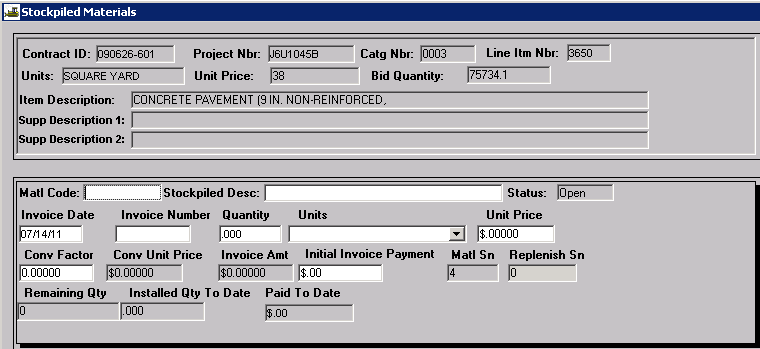 Stockpiled Materials
Contract ID: 090626-601 Project Nbr: J6U1045B Catg Nbr: 0003 Line Itm Nbr: 3650
Units: SQUARE YARD Unit Price: 38 Bid Quantity: 75734.1
Item Description: CONCRETE PAVEMENT (9 IN. NON-REINFORCED,
Supp Description 1:
Supp Description 2:
Matl Code: Stockpiled Desc: Status: Open
Invoice Date Invoice Number Quantity Units Unit Price
07/14/11 .000 $.00000
Conv Factor Conv Unit Price Invoice Amt Initial Invoice Payment Matl Sn Replenish Sn
0.00000 $0.00000 $0.00000 $.00 4 0
Remaining Qty Installed Qty To Date Paid To Date
0 .000 $.00